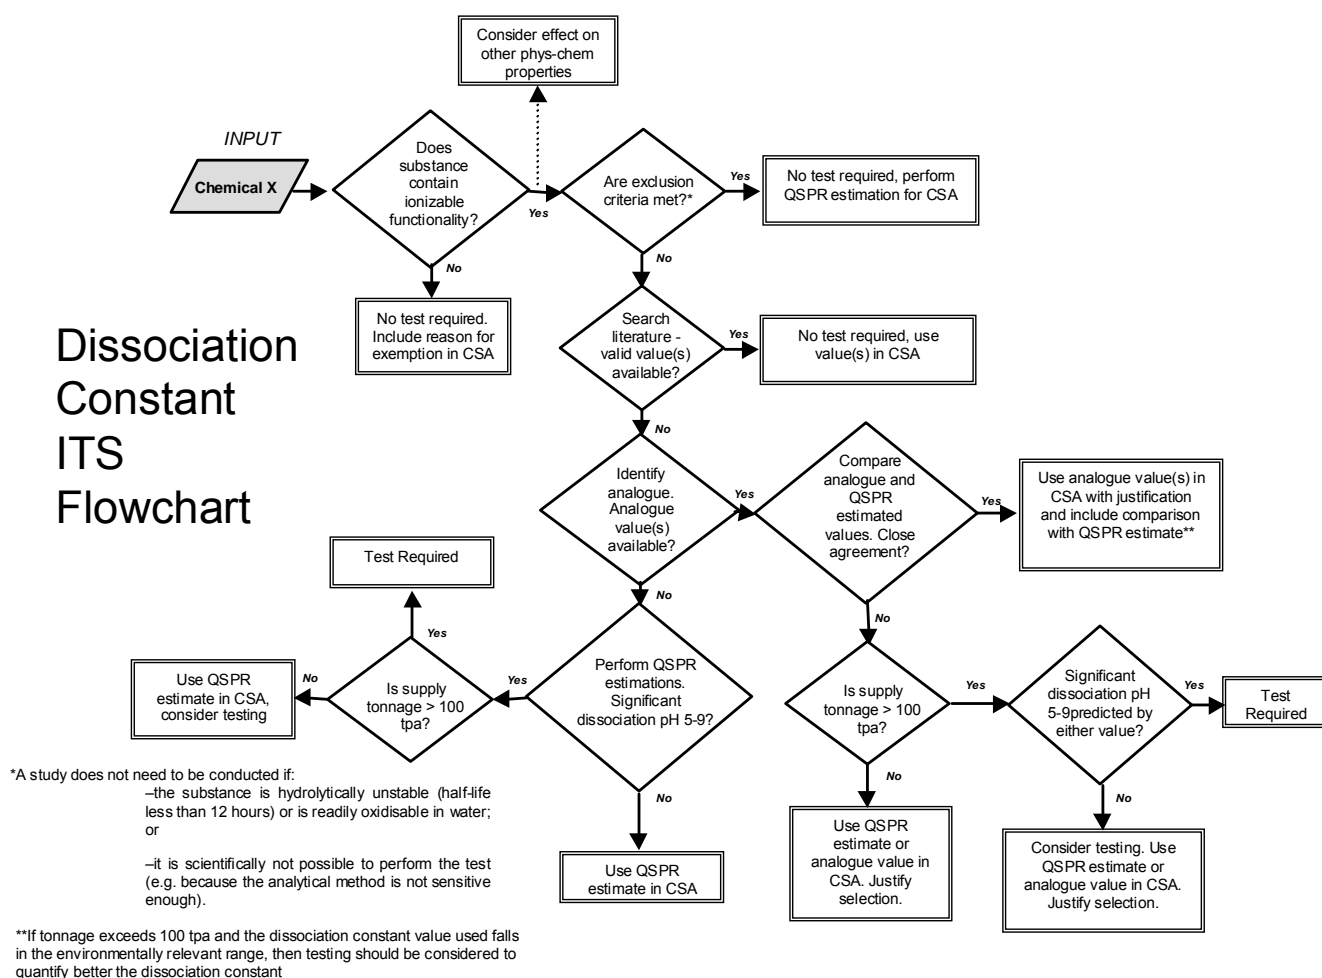 Consider effect on
other phys-chem
properties
INPUT
Chemical X
Does
substance
contain
ionizable
functionality?
Yes
Are exclusion
criteria met?*
Yes
No test required, perform
QSPR estimation for CSA
No
No
No test required.
Include reason for
exemption in CSA
Search
literature -
valid value(s)
available?
Yes
No test required, use
value(s) in CSA
Dissociation
Constant
ITS
Flowchart
No
Identify
analogue.
Analogue
value(s)
available?
Yes
Compare
analogue and
QSPR
estimated
values. Close
agreement?
Yes
Use analogue value(s) in
CSA with justification
and include comparison
with QSPR estimate**
Test Required
No
No
Yes
Use QSPR
estimate in CSA,
consider testing
No
Is supply
tonnage > 100
tpa?
Yes
Perform QSPR
estimations.
Significant
dissociation pH 5-9?
Is supply
tonnage > 100
tpa?
Yes
Significant
dissociation pH
5-9predicted by
either value?
Yes
Test
Required
No
No
No
Use QSPR
estimate in CSA
Use QSPR
estimate or
analogue value in
CSA. Justify
selection.
Consider testing. Use
QSPR estimate or
analogue value in CSA.
Justify selection.
*A study does not need to be conducted if:
–the substance is hydrolytically unstable (half-life
less than 12 hours) or is readily oxidisable in water;
or
–it is scientifically not possible to perform the test
(e.g. because the analytical method is not sensitive
enough).
**If tonnage exceeds 100 tpa and the dissociation constant value used falls
in the environmentally relevant range, then testing should be considered to
quantify better the dissociation constant